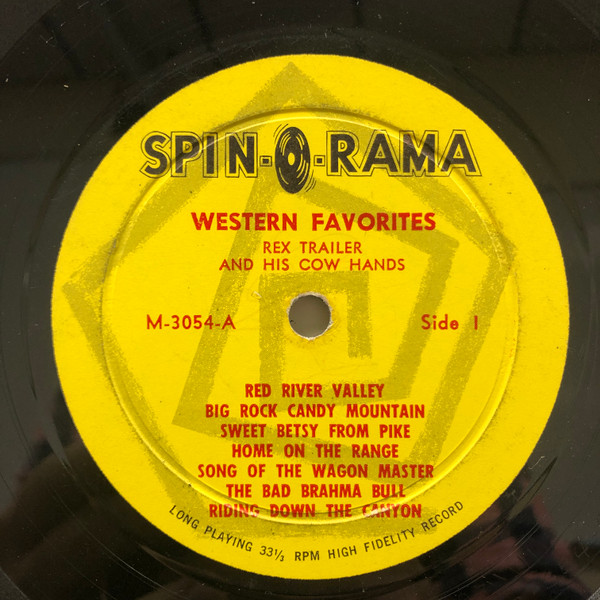 SPIN-O-RAMA
WESTERN FAVORITES
REX TRAILER
AND HIS COW HANDS
M-3054-A
Side 1
RED RIVER VALLEY
BIG ROCK CANDY MOUNTAIN
SWEET BETSY FROM PIKE
HOME ON THE RANGE
SONG OF THE WAGON MASTER
THE BAD BRAHMA BULL
RIDING DOWN THE CANYON
LONG PLAYING 33⅓ RPM HIGH FIDELITY RECORD